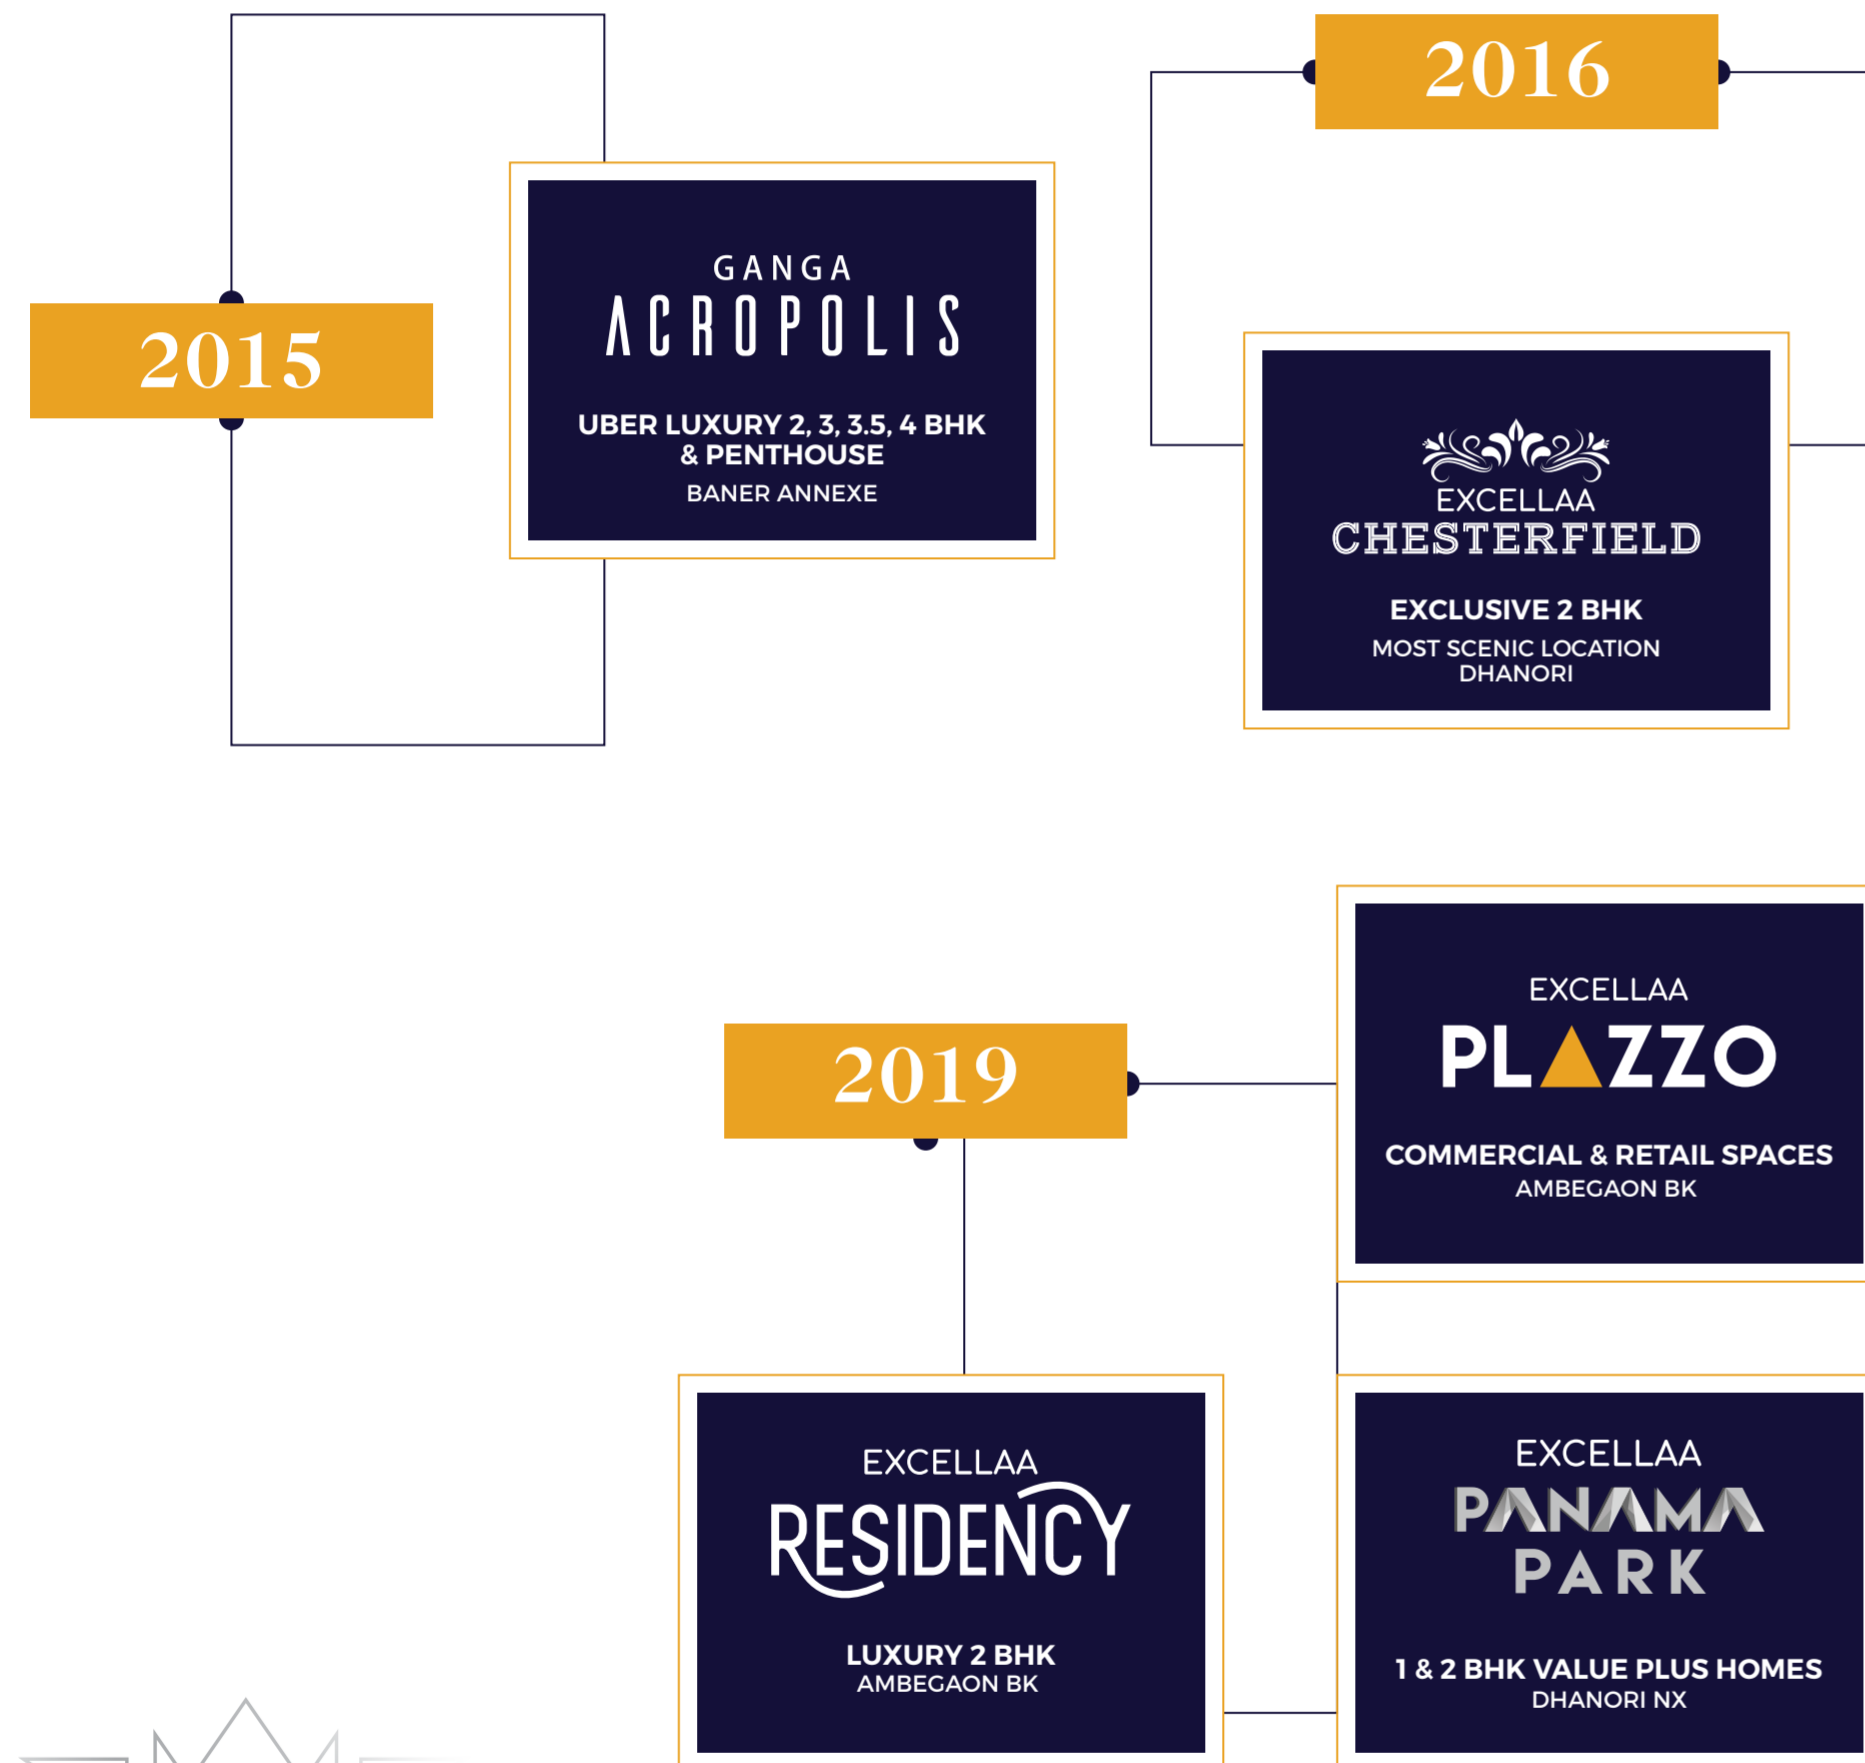 2015
GANGA
ACROPOLIS
UBER LUXURY 2, 3, 3.5, 4 BHK
& PENTHOUSE
BANER ANNEXE
2016
EXCELLAA
CHESTERFIELD
EXCLUSIVE 2 BHK
MOST SCENIC LOCATION
DHANORI
2019
EXCELLAA
PLAZZO
COMMERCIAL & RETAIL SPACES
AMBEGAON BK
EXCELLAA
RESIDENCY
LUXURY 2 BHK
AMBEGAON BK
EXCELLAA
PANAMA
PARK
1 & 2 BHK VALUE PLUS HOMES
DHANORI NX